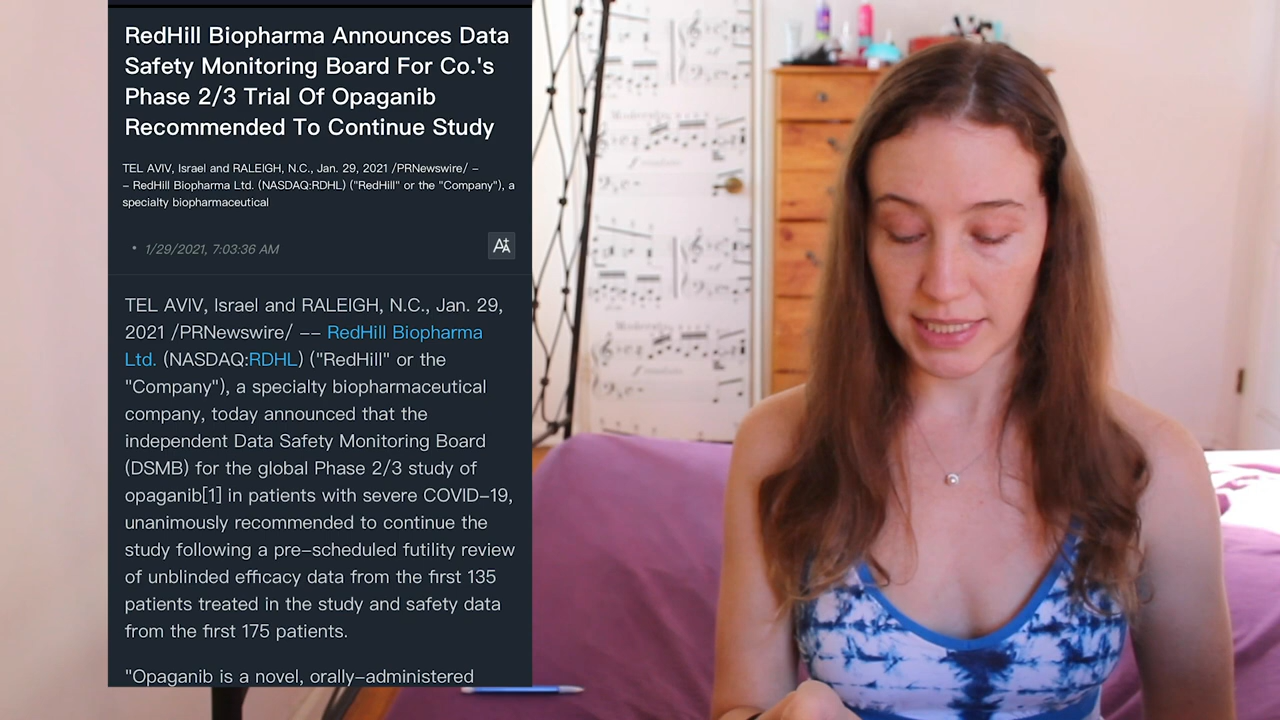 RedHill Biopharma Announces Data
Safety Monitoring Board For Co.'s
Phase 2/3 Trial Of Opaganib
Recommended To Continue Study
TEL AVIV, Israel and RALEIGH, N.C., Jan. 29, 2021 /PRNewswire/ –
– RedHill Biopharma Ltd. (NASDAQ:RDHL) ("RedHill" or the "Company"), a
specialty biopharmaceutical
• 1/29/2021, 7:03:36 AM
TEL AVIV, Israel and RALEIGH, N.C., Jan. 29,
2021 /PRNewswire/ -- RedHill Biopharma
Ltd. (NASDAQ:RDHL) ("RedHill" or the
"Company"), a specialty biopharmaceutical
company, today announced that the
independent Data Safety Monitoring Board
(DSMB) for the global Phase 2/3 study of
opaganib[1] in patients with severe COVID-19,
unanimously recommended to continue the
study following a pre-scheduled futility review
of unblinded efficacy data from the first 135
patients treated in the study and safety data
from the first 175 patients.
"Opaganib is a novel, orally-administered